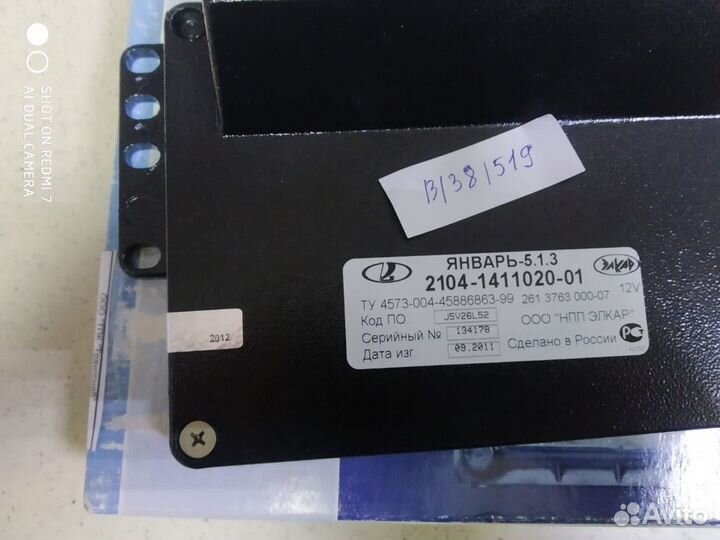 SHOT ON REDMI 7
AI DUAL CAMERA
В/38/519
ЯНВАРЬ-5.1.3
2104-1411020-01
ЭЛКАР
ТУ 4573-004-45886863-99 261 3763 000-07 12V
Код ПО J5V26L52 ООО "НПП ЭЛКАР"
Серийный № 134178
Дата изг 09.2011 Сделано в России
2012
ООО
Avito